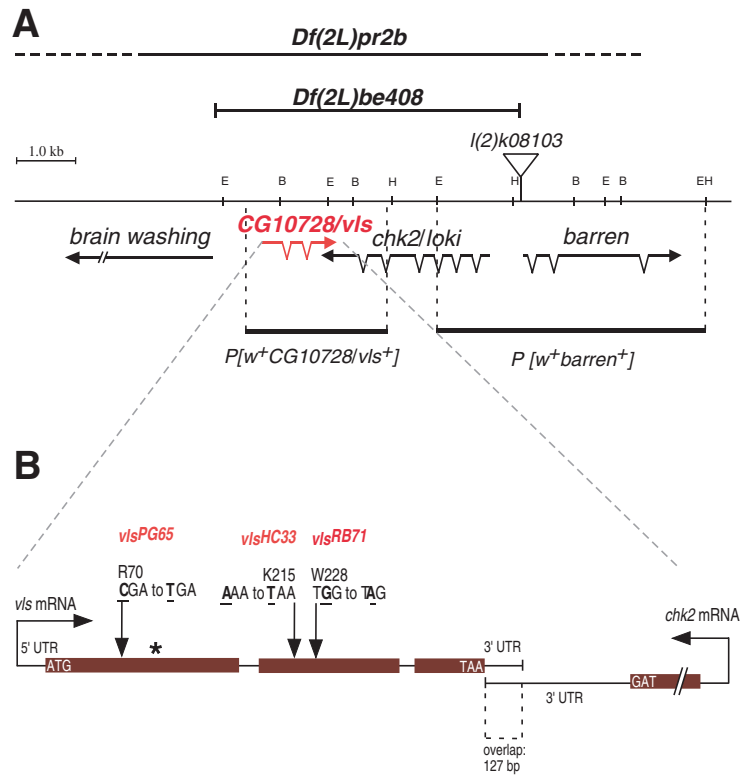 A
Df(2L)pr2b
Df(2L)be408
l(2)k08103
1.0 kb
E B E B H E H B E B EH
CG10728/vls
brain washing
chk2/loki
barren
P[w+CG10728/vls+]
P [w+barren+]
B
vlsPG65 vlsHC33 vlsRB71
R70 K215 W228
CGA to TGA AAA to TAA TGG to TAG
vls mRNA
chk2 mRNA
5' UTR * 3' UTR
ATG TAA GAT
3' UTR
overlap:
127 bp